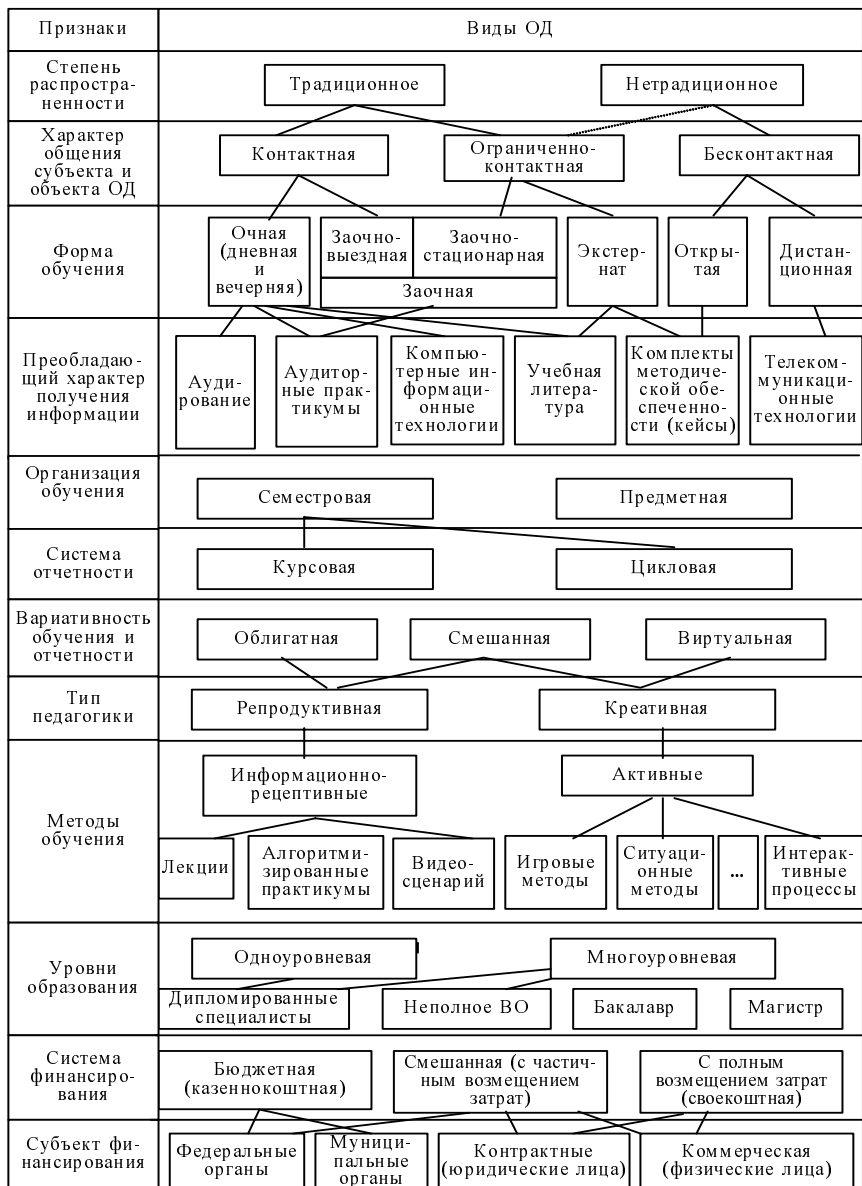 Признаки
Виды ОД
Степень
распростра-
ненности
Традиционное
Нетрадиционное
Характер
общения
субъекта и
объекта ОД
Контактная
Ограниченно-
контактная
Бесконтактная
Форма
обучения
Очная
(дневная
и
вечерняя)
Заочно-
выездная
Заочно-
стационарная
Заочная
Экстер-
нат
Откры-
тая
Дистан-
ционная
Преобладаю-
щий характер
получения
информации
Ауди-
рование
Аудитор-
ные прак-
тикумы
Компью-
терные ин-
формаци-
онные
технологии
Учебная
литера-
тура
Комплекты
методиче-
ской обес-
печенно-
сти (кейсы)
Телеком-
муникаци-
онные
технологии
Организация
обучения
Семестровая
Предметная
Система
отчетности
Курсовая
Цикловая
Вариативность
обучения и
отчетности
Облигатная
Смешанная
Виртуальная
Тип
педагогики
Репродуктивная
Креативная
Методы
обучения
Информационно-
рецептивные
Активные
Лекции
Алгоритми-
зированные
практикумы
Видео-
сценарий
Игровые
методы
Ситуаци-
онные
методы
...
Интерак-
тивные
процессы
Уровни
образования
Одноуровневая
Многоуровневая
Дипломированные
специалисты
Неполное ВО
Бакалавр
Магистр
Система
финансиро-
вания
Бюджетная
(казеннокоштная)
Смешанная (с частич-
ным возмещением
затрат)
С полным
возмещением затрат
(своекоштная)
Субъект фи-
нансирования
Федеральные
органы
Муници-
пальные
органы
Контрактные
(юридические лица)
Коммерческая
(физические лица)